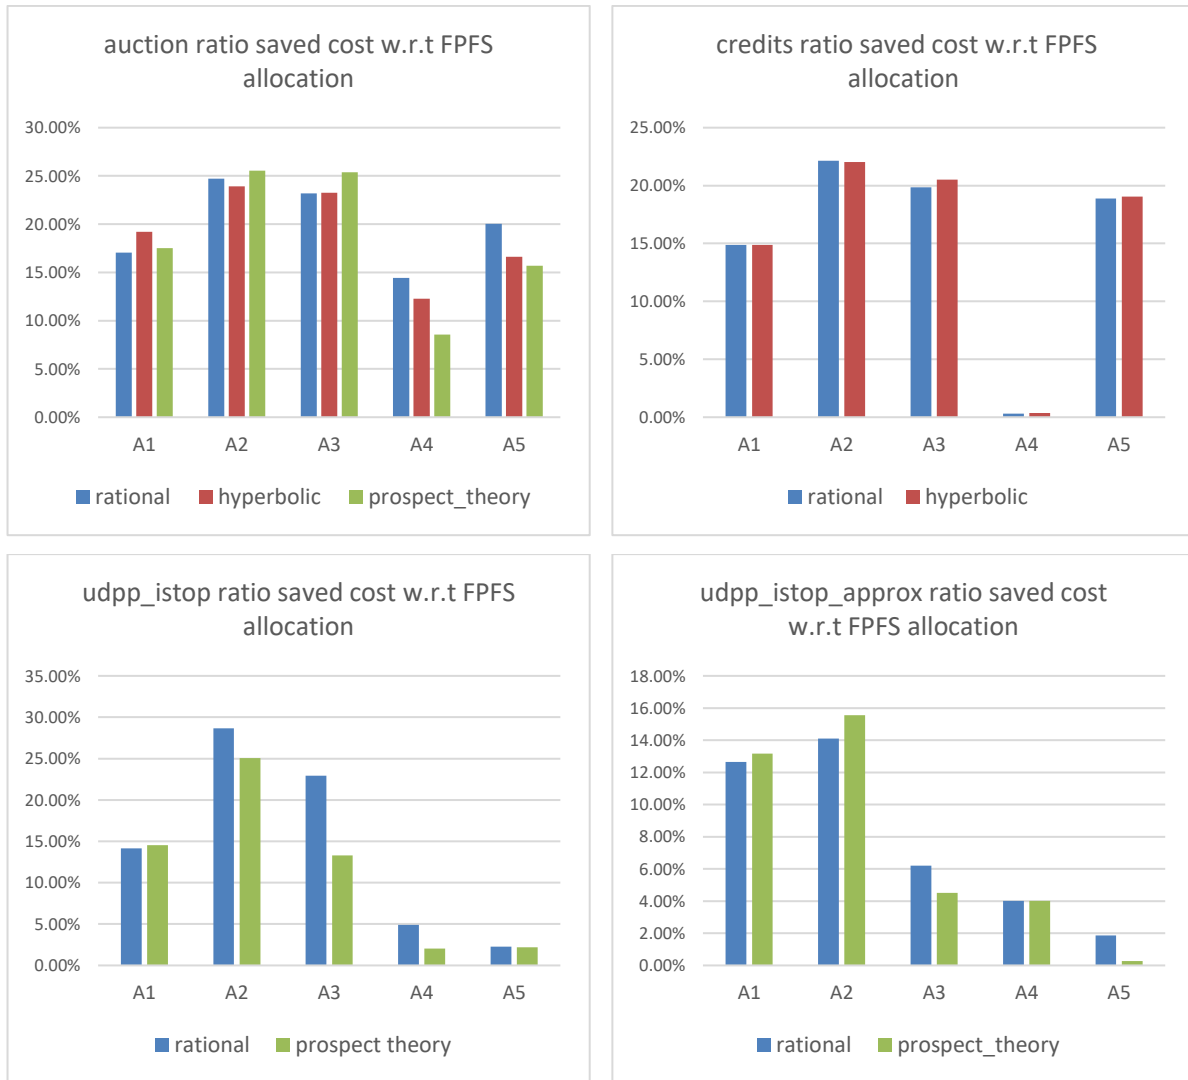 auction ratio saved cost w.r.t FPFS
allocation
30.00%
25.00%
20.00%
15.00%
10.00%
5.00%
0.00%
A1 A2 A3 A4 A5
rational hyperbolic prospect_theory
credits ratio saved cost w.r.t FPFS
allocation
25.00%
20.00%
15.00%
10.00%
5.00%
0.00%
A1 A2 A3 A4 A5
rational hyperbolic
udpp_istop ratio saved cost w.r.t FPFS
allocation
35.00%
30.00%
25.00%
20.00%
15.00%
10.00%
5.00%
0.00%
A1 A2 A3 A4 A5
rational prospect theory
udpp_istop_approx ratio saved cost
w.r.t FPFS allocation
18.00%
16.00%
14.00%
12.00%
10.00%
8.00%
6.00%
4.00%
2.00%
0.00%
A1 A2 A3 A4 A5
rational prospect_theory